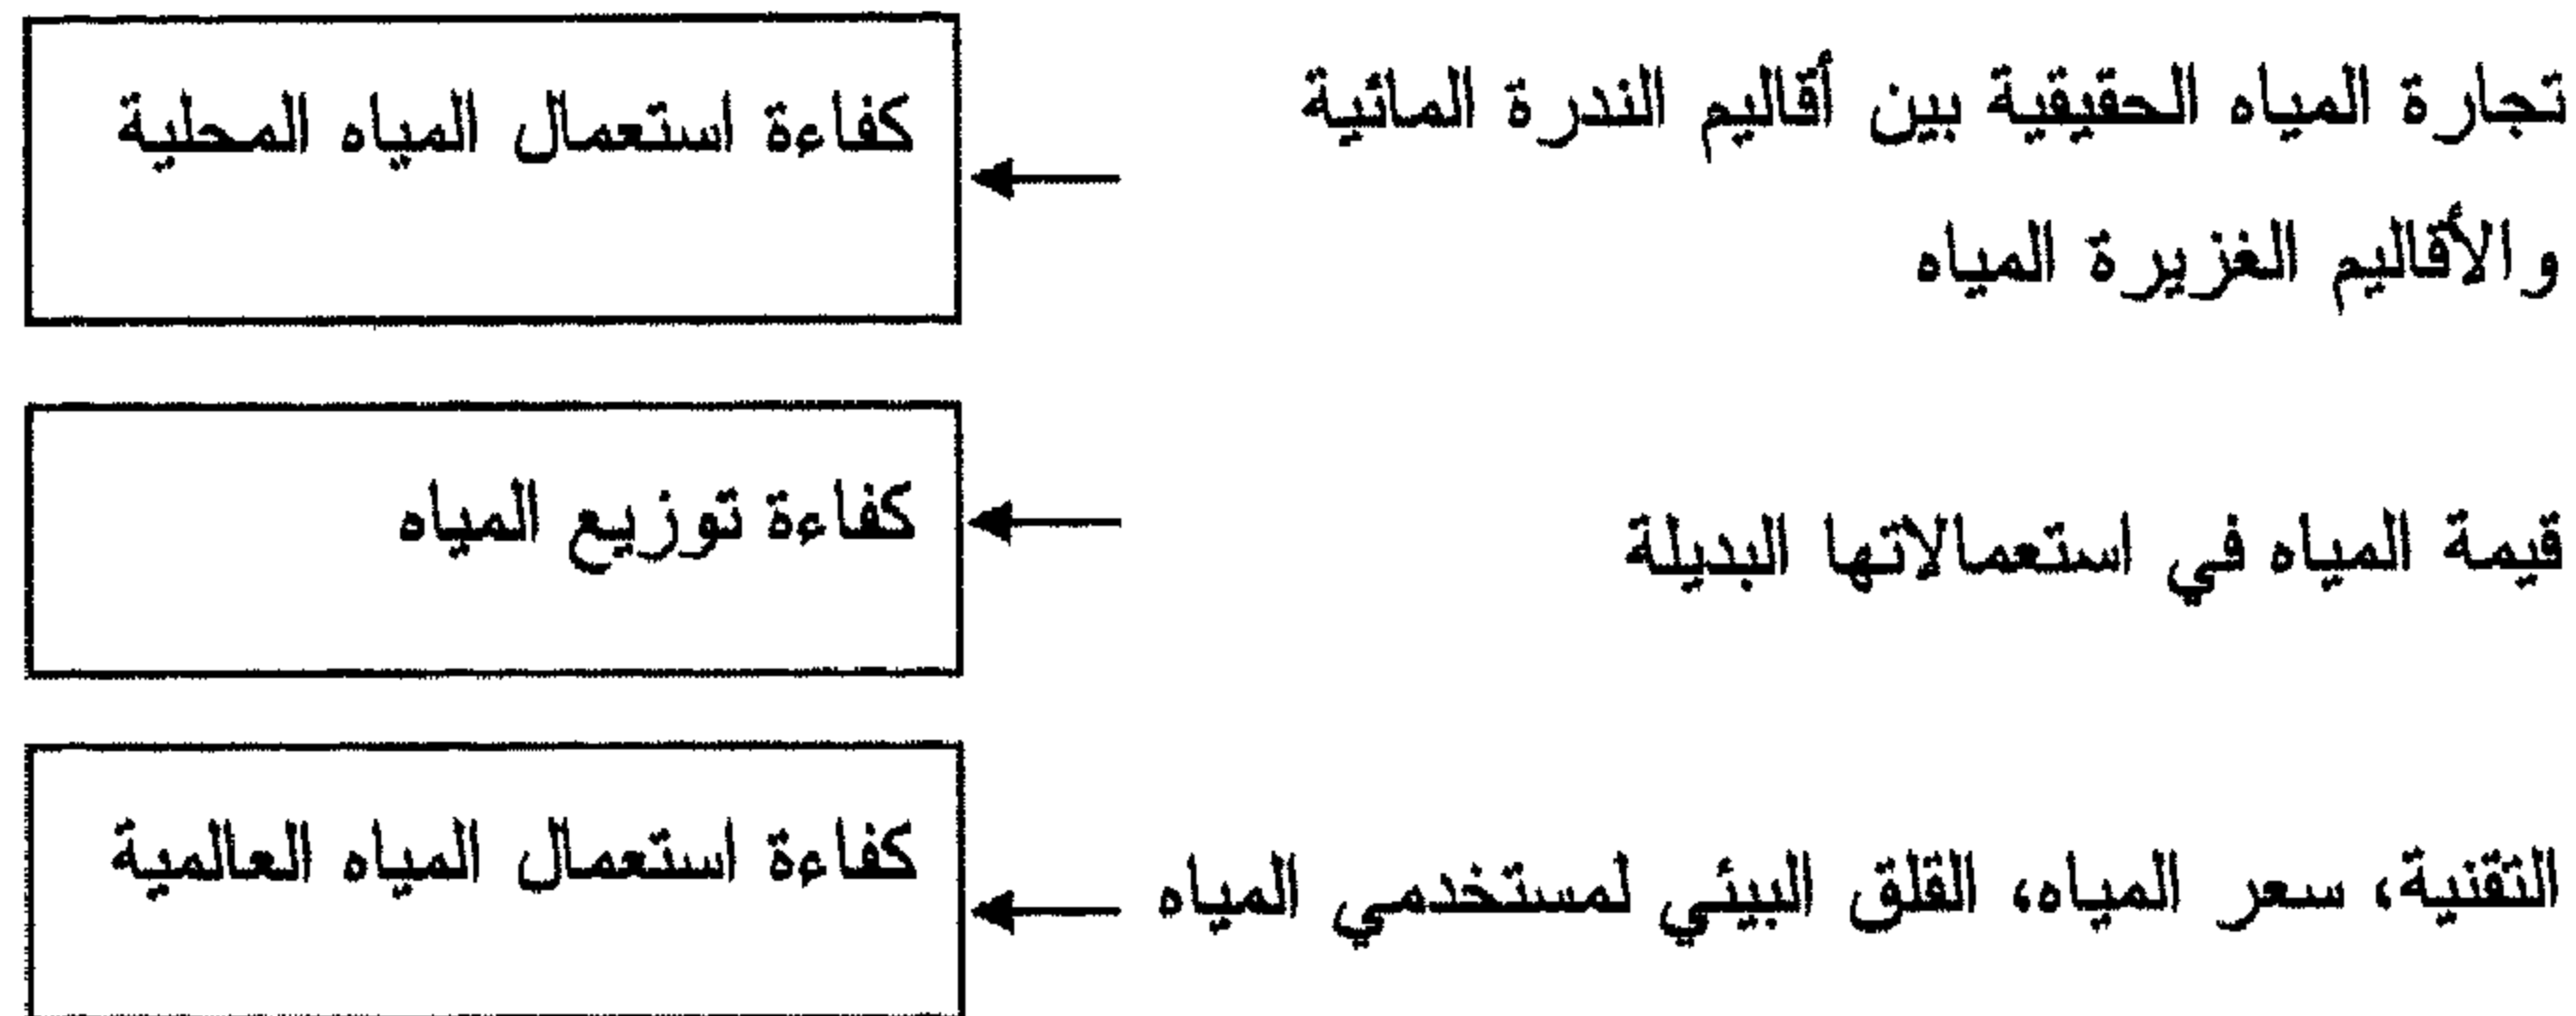 تجارة المياه الحقيقية بين أقاليم الندرة المائية
والأقاليم الغزيرة المياه
كفاءة استعمال المياه المحلية
قيمة المياه في استعمالاتها البديلة
كفاءة توزيع المياه
التقنية، سعر المياه، القلق البيئي لمستخدمي المياه
كفاءة استعمال المياه العالمية